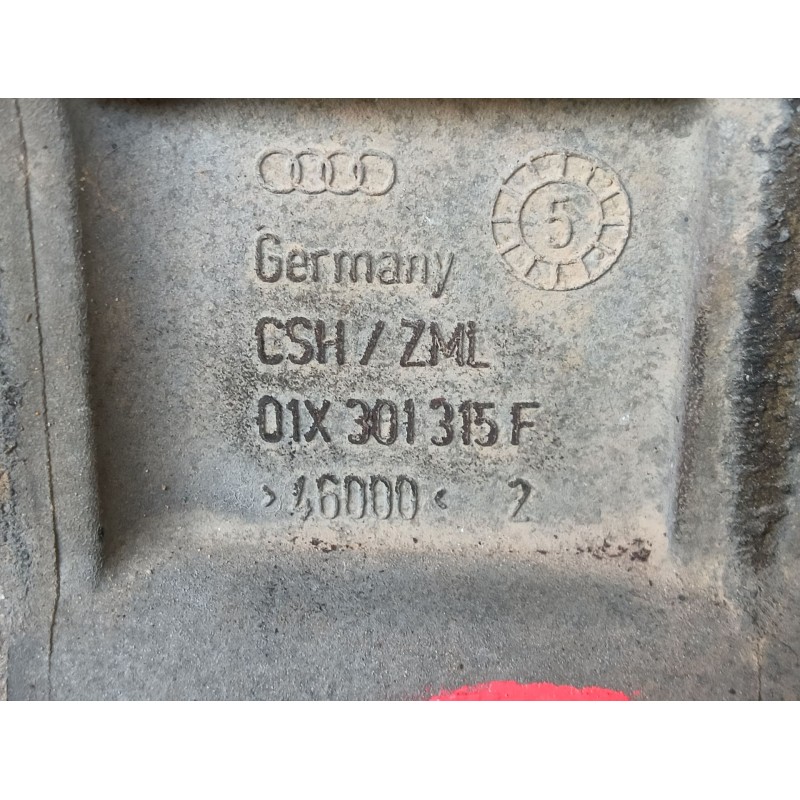 5
Germany
CSH / ZML
01X 301 315 F
>46000< 2